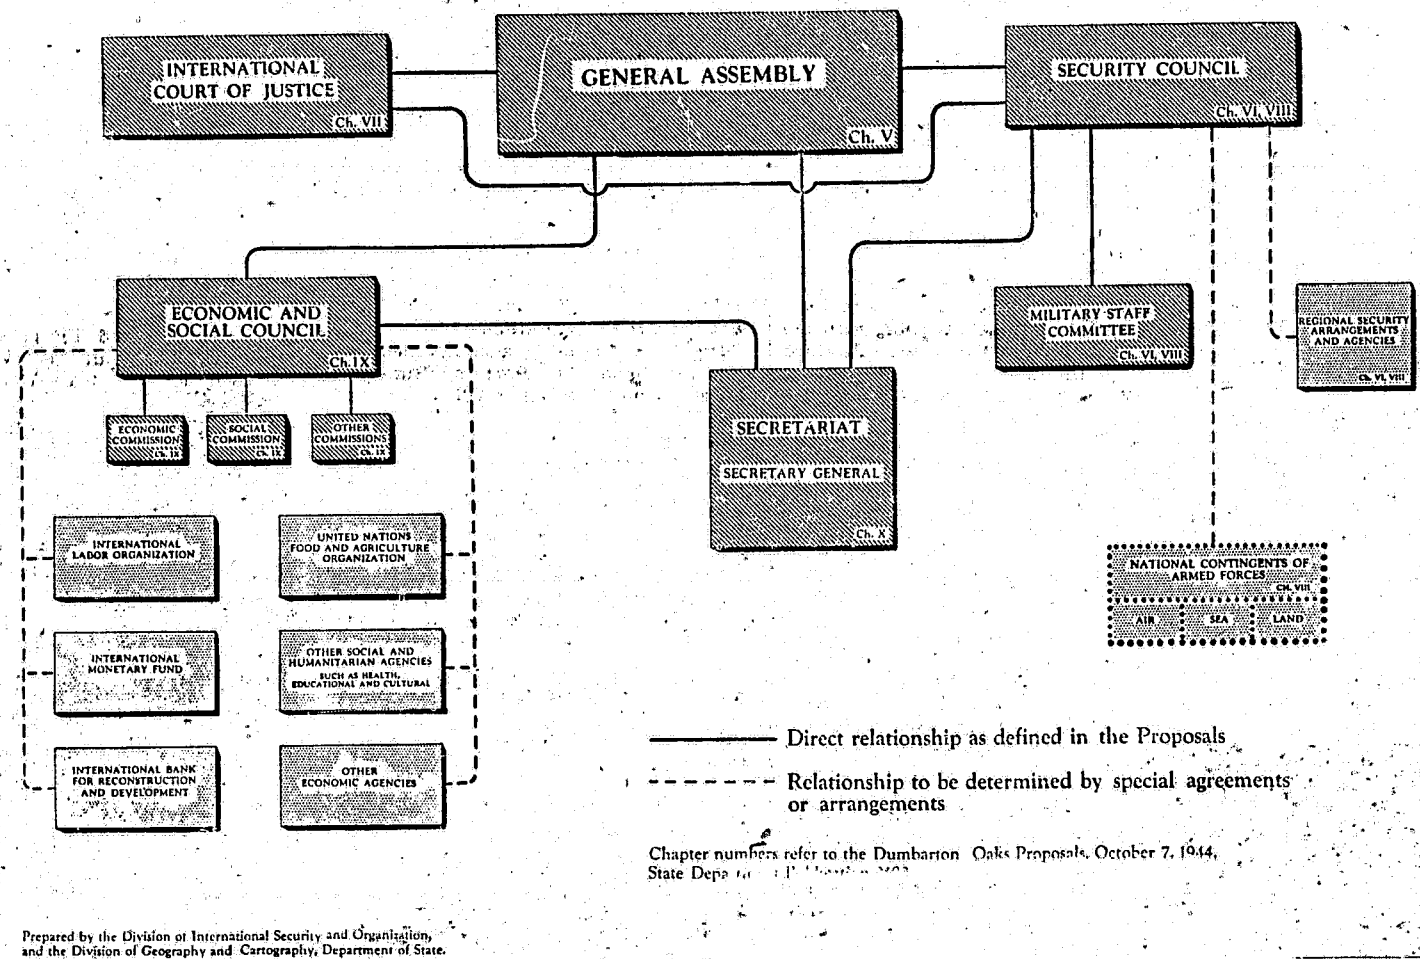 INTERNATIONAL
COURT OF JUSTICE
Ch. VII
GENERAL ASSEMBLY
Ch. V
SECURITY COUNCIL
Ch. VI, VIII
ECONOMIC AND
SOCIAL COUNCIL
Ch. IX
MILITARY STAFF
COMMITTEE
Ch. VI, VIII
REGIONAL SECURITY
ARRANGEMENTS
AND AGENCIES
Ch. VI, VIII
ECONOMIC
COMMISSION
Ch. IX
SOCIAL
COMMISSION
Ch. IX
OTHER
COMMISSIONS
Ch. IX
SECRETARIAT
SECRETARY GENERAL
Ch. X
INTERNATIONAL
LABOR ORGANIZATION
UNITED NATIONS
FOOD AND AGRICULTURE
ORGANIZATION
NATIONAL CONTINGENTS OF
ARMED FORCES
CH. VIII
AIR
SEA
LAND
INTERNATIONAL
MONETARY FUND
OTHER SOCIAL AND
HUMANITARIAN AGENCIES
SUCH AS HEALTH,
EDUCATIONAL AND CULTURAL
INTERNATIONAL BANK
FOR RECONSTRUCTION
AND DEVELOPMENT
OTHER
ECONOMIC AGENCIES
Direct relationship as defined in the Proposals
Relationship to be determined by special agreements
or arrangements
Chapter numbers refer to the Dumbarton Oaks Proposals, October 7, 1944,
State
Prepared by the Division of International Security and Organization,
and the Division of Geography and Cartography, Department of State.